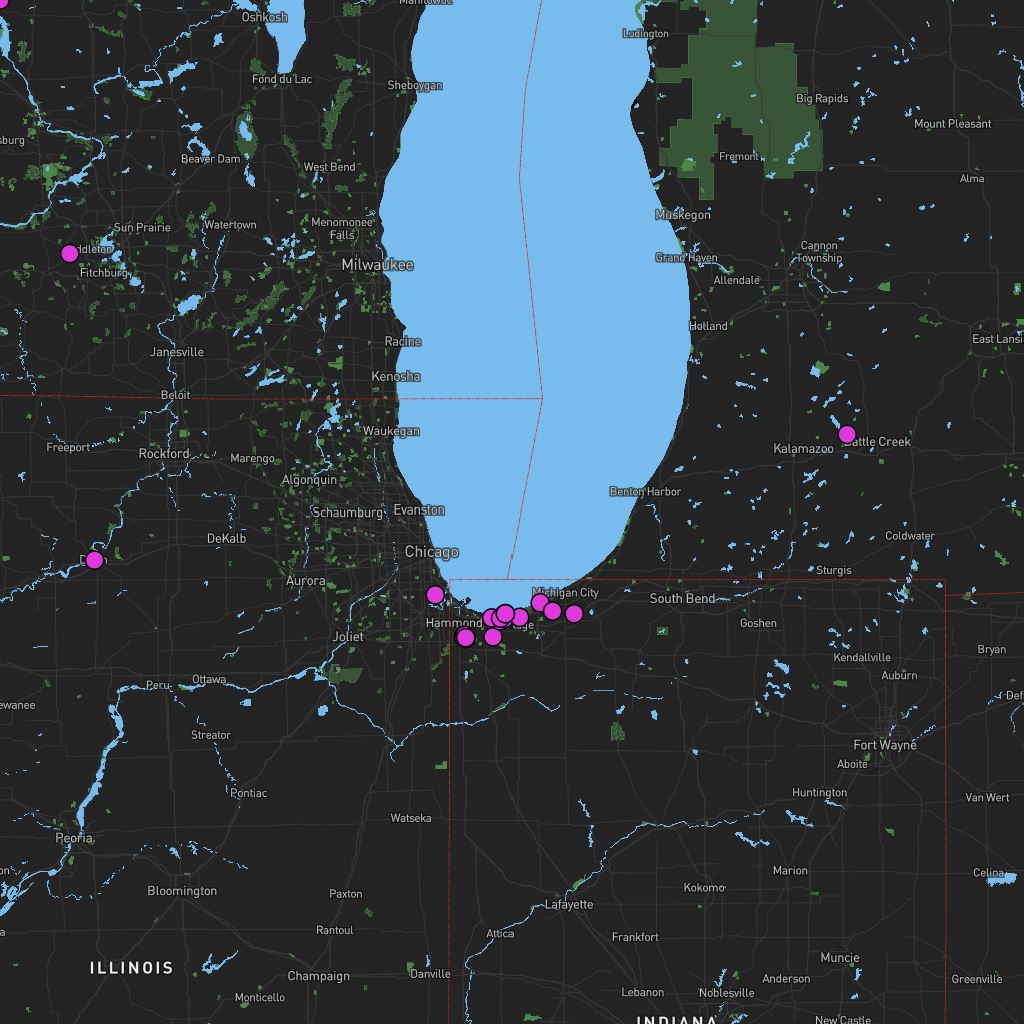 Manitowoc
Oshkosh
Ludington
Fond du Lac
Sheboygan
Big Rapids
Mount Pleasant
sburg
Beaver Dam
West Bend
Fremont
Alma
Sun Prairie
Watertown
Menomonee
Falls
Muskegon
ddleton
Fitchburg
Milwaukee
Grand Haven
Cannon
Township
Allendale
Janesville
Racine
Holland
East Lansi
Kenosha
Beloit
Freeport
Rockford
Marengo
Waukegan
Kalamazoo
Battle Creek
Algonquin
Schaumburg
Evanston
Benton Harbor
DeKalb
Chicago
Coldwater
Aurora
Michigan City
South Bend
Sturgis
Hammond
Goshen
Joliet
Kendallville
Bryan
Peru
Ottawa
Auburn
ewanee
Streator
Fort Wayne
Aboite
Pontiac
Huntington
Van Wert
Watseka
Peoria
Bloomington
Paxton
Kokomo
Marion
Celina
Lafayette
Rantoul
Attica
Frankfort
ILLINOIS
Champaign
Danville
Muncie
Anderson
Greenville
Monticello
Lebanon
Noblesville
New Castle
INDIANA